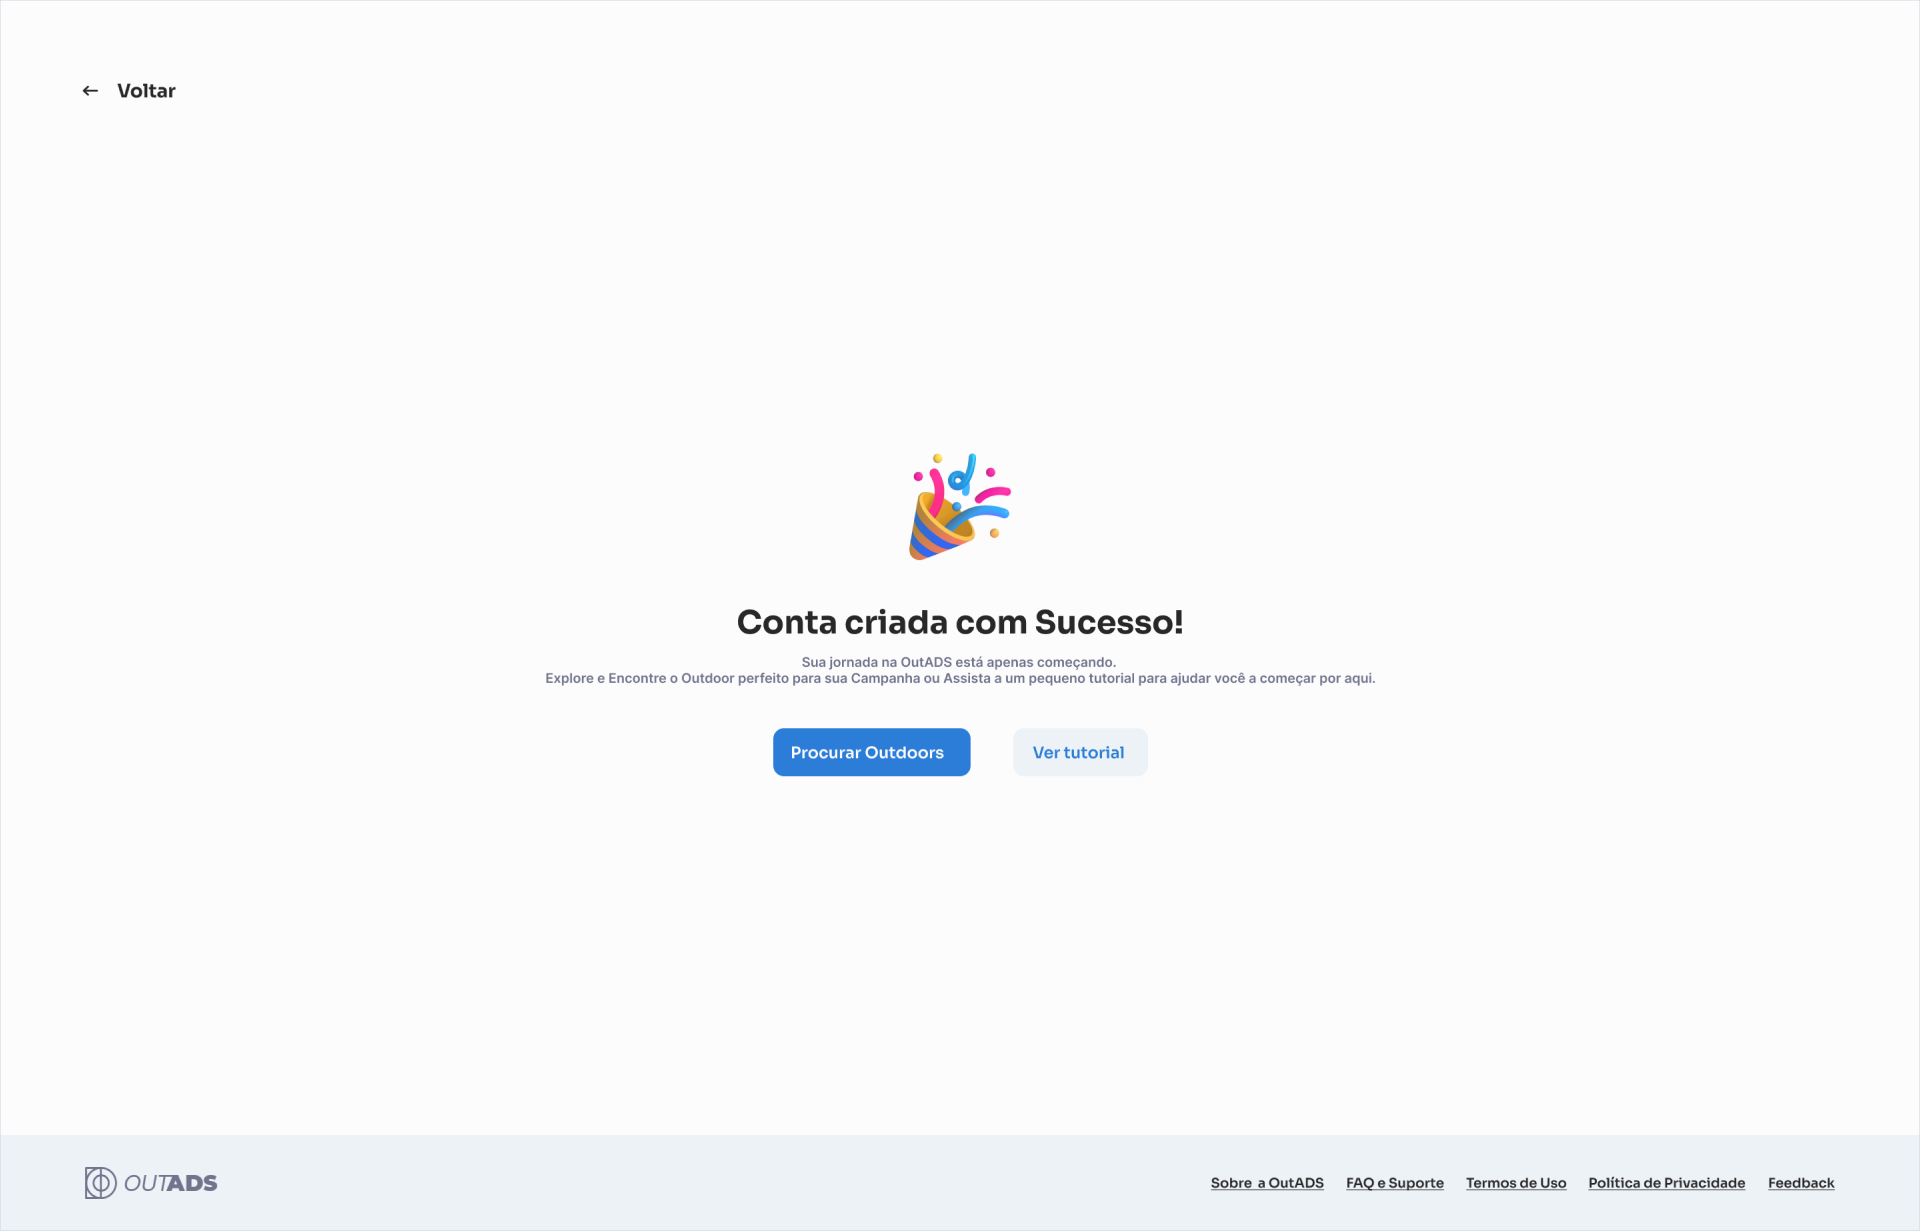 Voltar
Conta criada com Sucesso!
Sua jornada na OutADS está apenas começando.
Explore e Encontre o Outdoor perfeito para sua Campanha ou Assista a um pequeno tutorial para ajudar você a começar por aqui.
Procurar Outdoors
Ver tutorial
OUTADS
Sobre a OutADS
FAQ e Suporte
Termos de Uso
Política de Privacidade
Feedback